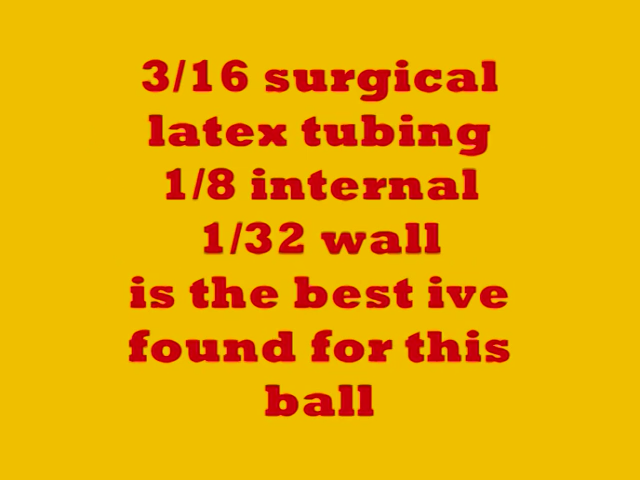 3/16 surgical
latex tubing
1/8 internal
1/32 wall
is the best ive
found for this
ball